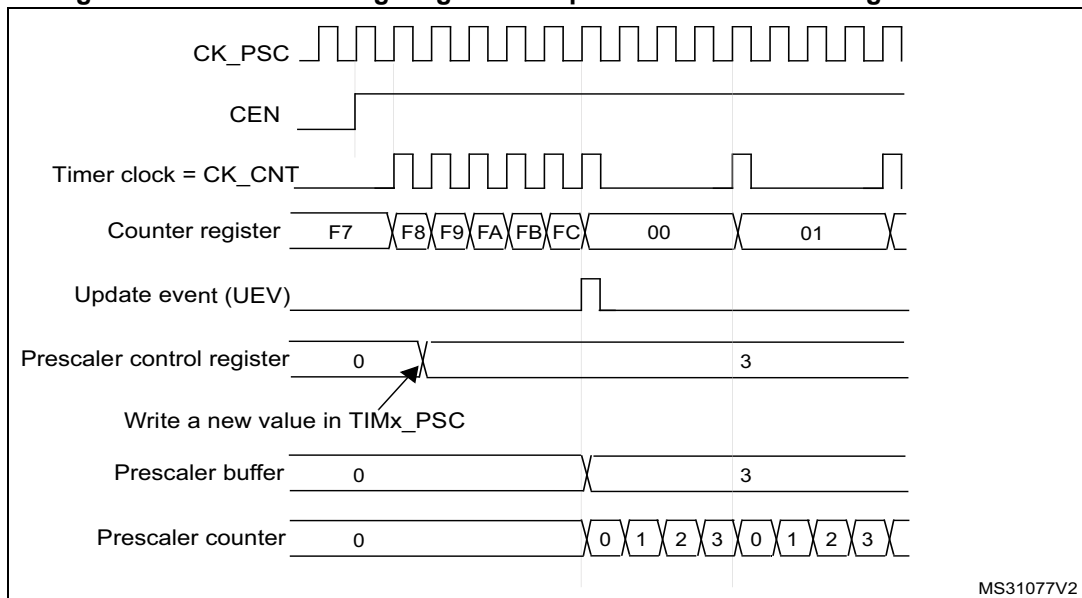 CK_PSC
CEN
Timer clock = CK_CNT
Counter register F7 F8 F9 FA FB FC 00 01
Update event (UEV)
Prescaler control register 0 3
Write a new value in TIMx_PSC
Prescaler buffer 0 3
Prescaler counter 0 0 1 2 3 0 1 2 3
MS31077V2